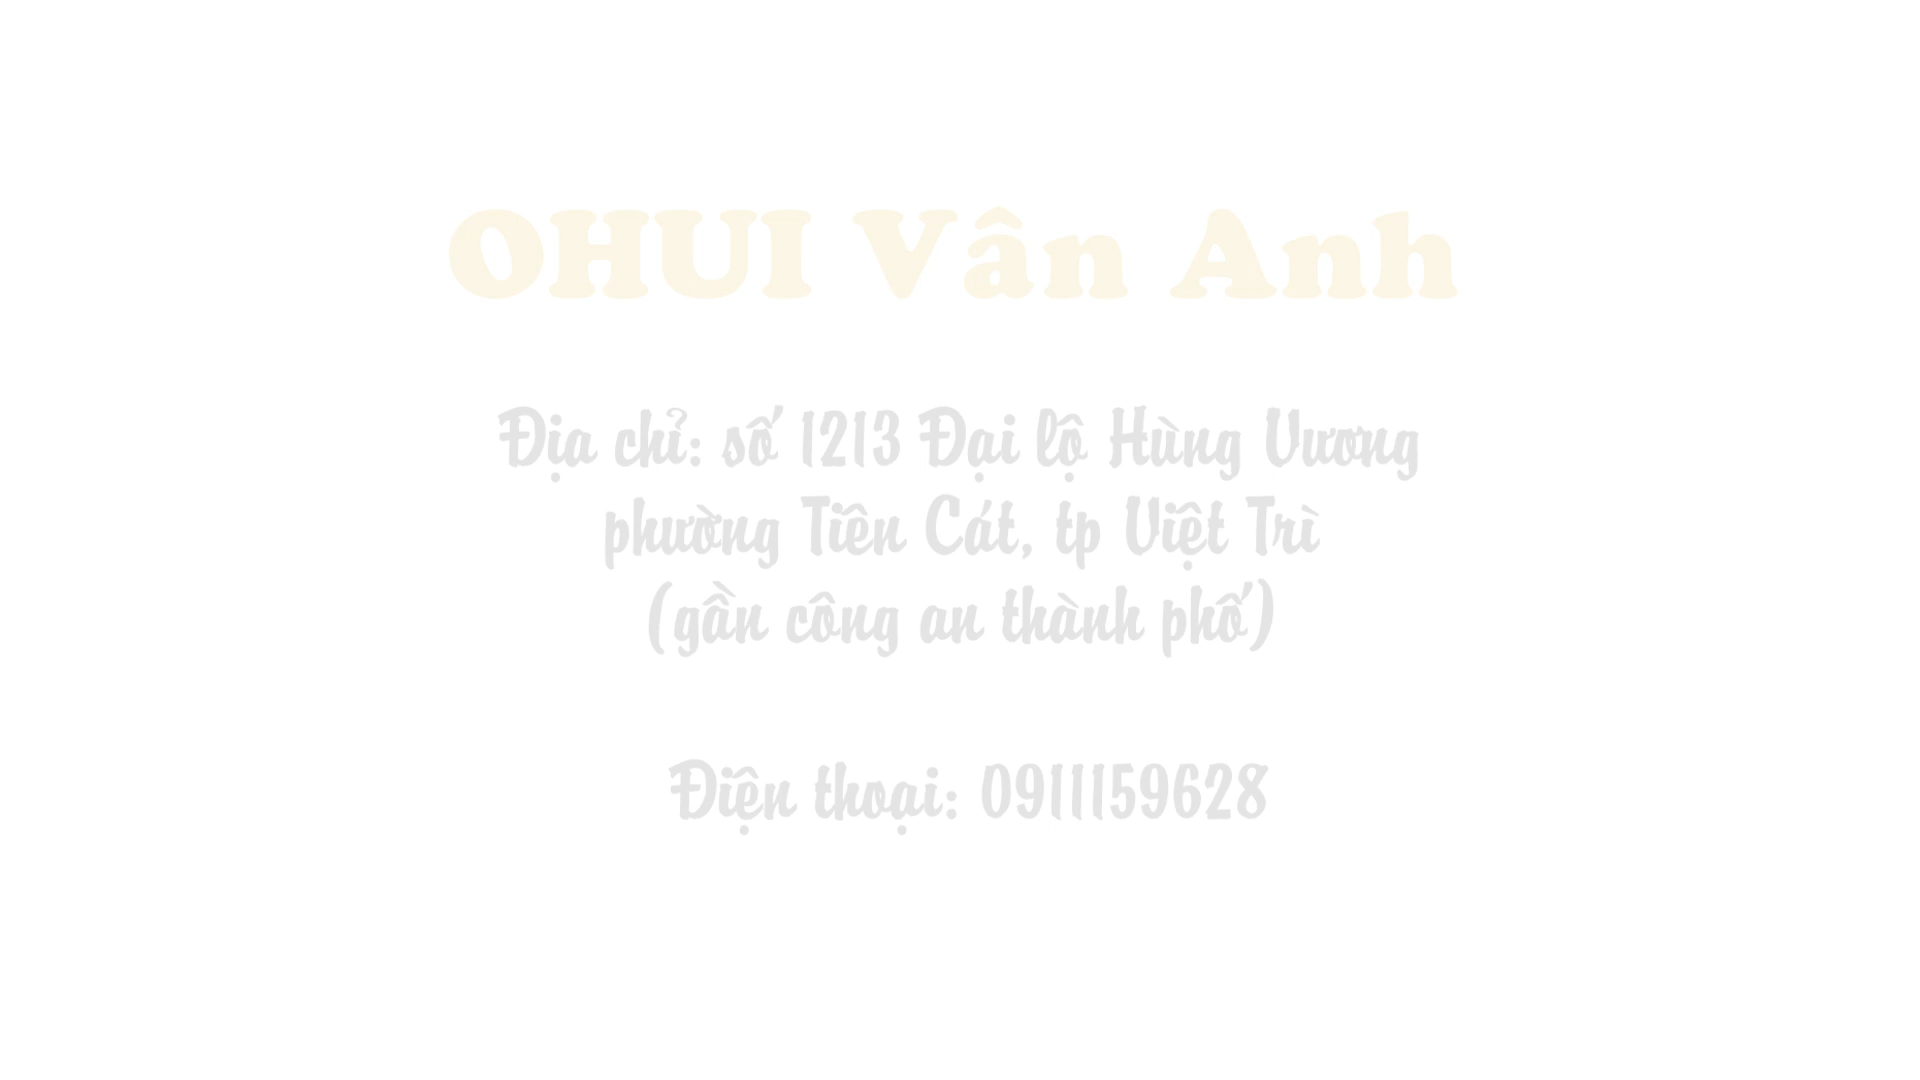 OHUI Vân Anh
Địa chỉ: số 1213 Đại lộ Hùng Vương
phường Tiên Cát, tp Việt Trì
(gần công an thành phố)
Điện thoại: 0911159628